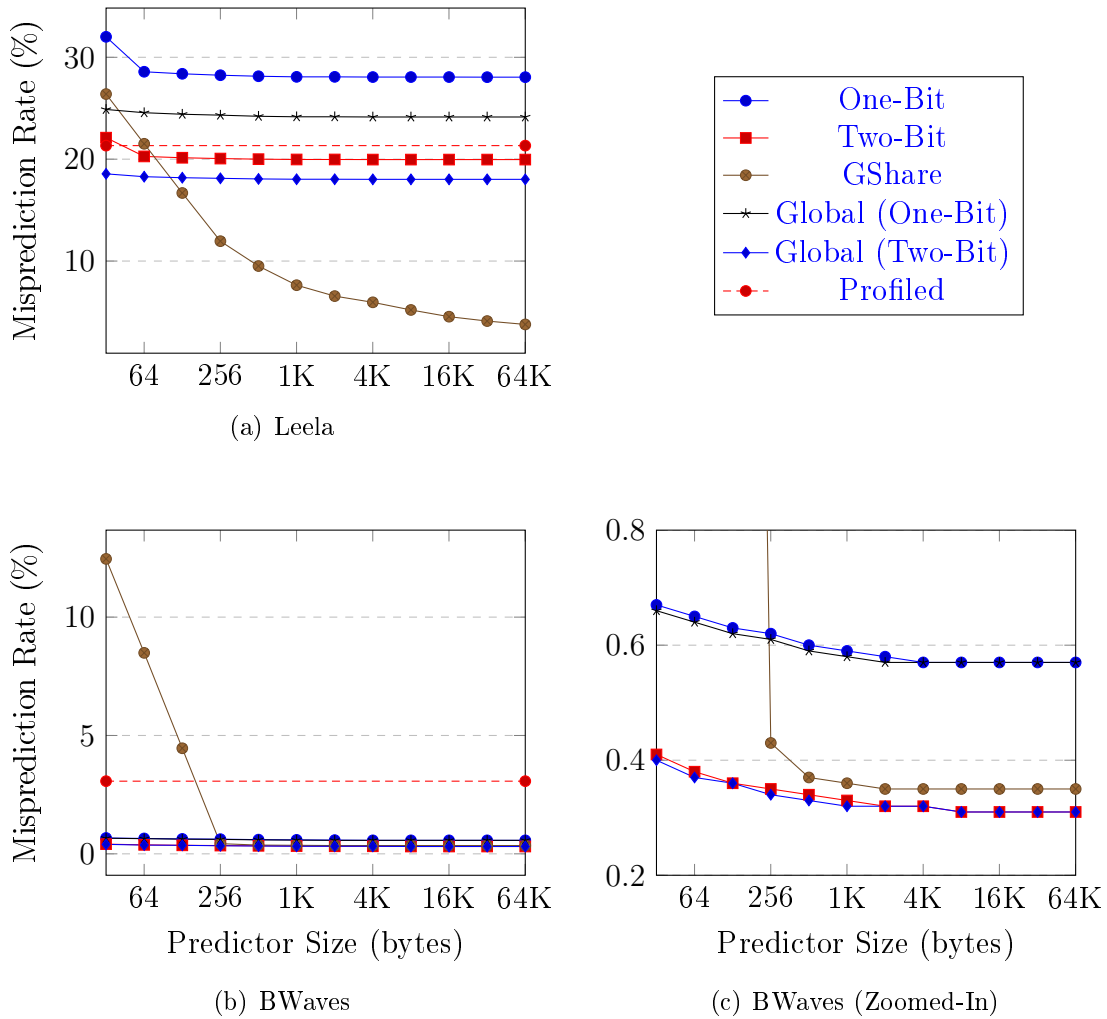 Misprediction Rate (%)
30
20
10
64 256 1K 4K 16K 64K
(a) Leela
One-Bit
Two-Bit
GShare
Global (One-Bit)
Global (Two-Bit)
Profiled
Misprediction Rate (%)
10
5
0
64 256 1K 4K 16K 64K
Predictor Size (bytes)
(b) BWaves
0.8
0.6
0.4
0.2
64 256 1K 4K 16K 64K
Predictor Size (bytes)
(c) BWaves (Zoomed-In)